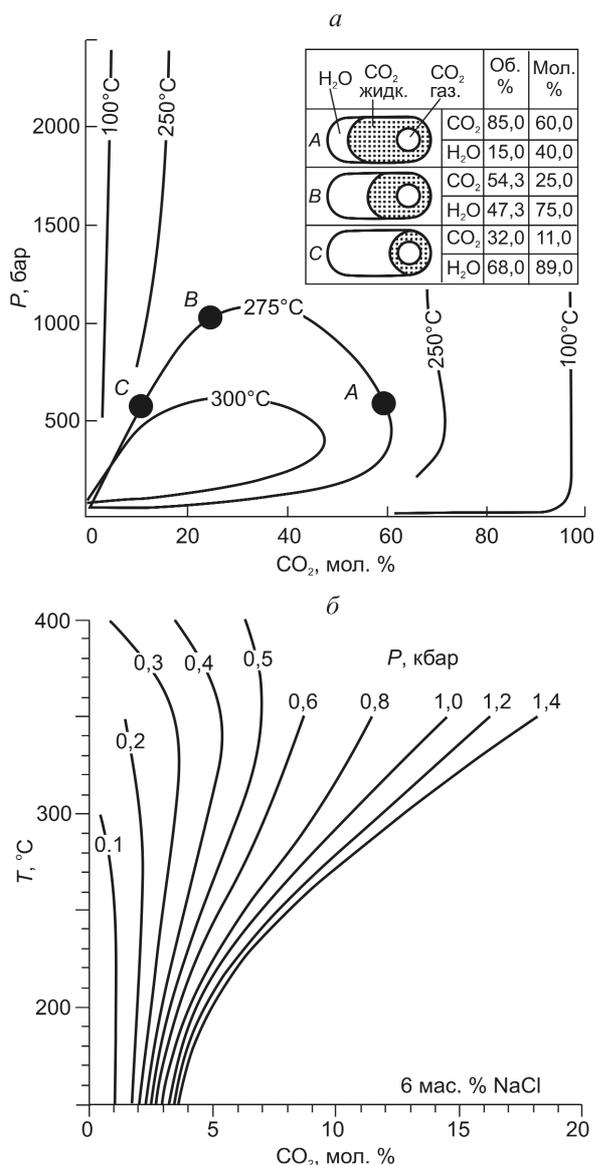 а
H₂O CO₂ жидк. CO₂ газ. Об. % Мол. %
A CO₂ 85,0 60,0
H₂O 15,0 40,0
B CO₂ 54,3 25,0
H₂O 47,3 75,0
C CO₂ 32,0 11,0
H₂O 68,0 89,0
100°C
250°C
2000
1500
1000
500
P, бар
B
275°C
C
300°C
A
250°C
100°C
0 20 40 60 80 100
CO₂, мол. %
б
400
300
200
T, °C
P, кбар
0,3 0,4 0,5
0,6 0,8 1,0 1,2 1,4
0,2
0.1
6 мас. % NaCl
0 5 10 15 20
CO₂, мол. %